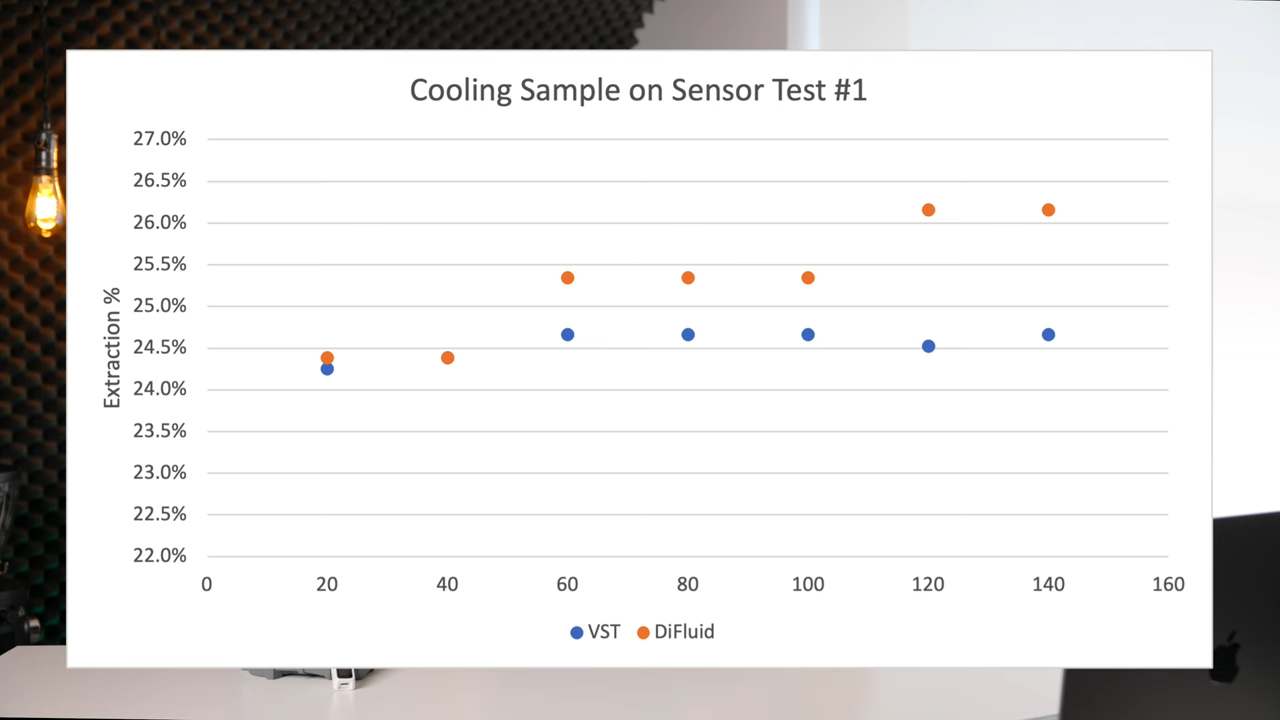 Cooling Sample on Sensor Test #1
Extraction %
27.0%
26.5%
26.0%
25.5%
25.0%
24.5%
24.0%
23.5%
23.0%
22.5%
22.0%
0 20 40 60 80 100 120 140 160
VST DiFluid